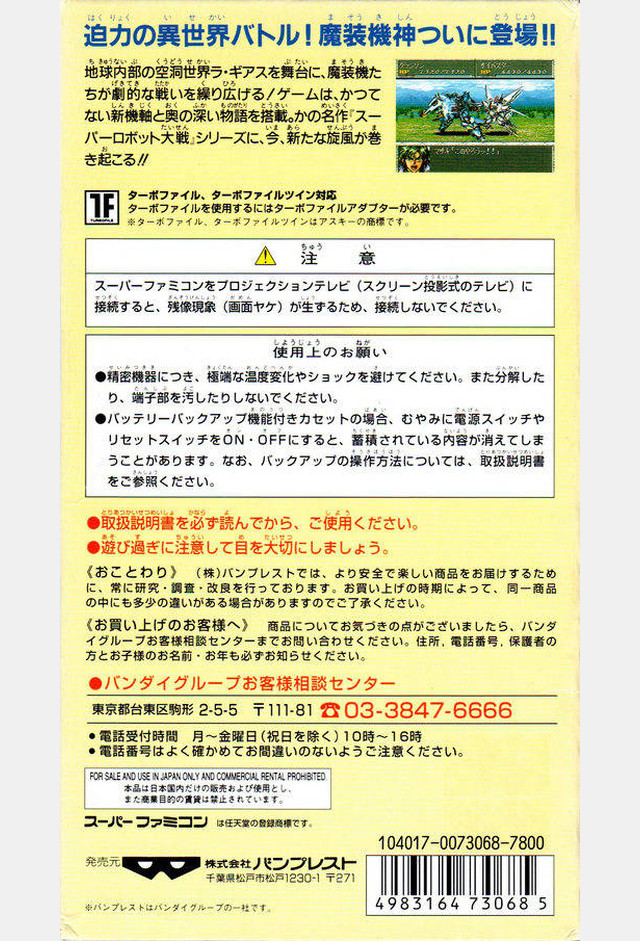 迫力の異世界バトル！魔装機神ついに登場!!
地球内部の空洞世界ラ・ギアスを舞台に、魔装機た
ちが劇的な戦いを繰り広げる！ゲームは、かつて
ない新機軸と奥の深い物語を搭載。かの名作『スー
パーロボット大戦』シリーズに、今、新たな旋風が巻
き起こる!!
TF
TURBOFILE
ターボファイル、ターボファイルツイン対応
ターボファイルを使用するにはターボファイルアダプターが必要です。
※ターボファイル、ターボファイルツインはアスキーの商標です。
注意
スーパーファミコンをプロジェクションテレビ（スクリーン投影式のテレビ）に
接続すると、残像現象（画面ヤケ）が生ずるため、接続しないでください。
使用上のお願い
●精密機器につき、極端な温度変化やショックを避けてください。また分解した
り、端子部を汚したりしないでください。
●バッテリーバックアップ機能付きカセットの場合、むやみに電源スイッチや
リセットスイッチをON・OFFにすると、蓄積されている内容が消えてしま
うことがあります。なお、バックアップの操作方法については、取扱説明書
をご参照ください。
●取扱説明書を必ず読んでから、ご使用ください。
●遊び過ぎに注意して目を大切にしましょう。
《おことわり》（株）バンプレストでは、より安全で楽しい商品をお届けするため
に、常に研究・調査・改良を行っております。お買い上げの時期によって、同一商品
の中にも多少の違いがある場合がありますのでご了承ください。
《お買い上げのお客様へ》 商品についてお気づきの点がございましたら、バンダ
イグループお客様相談センターまでお問い合わせください。住所，電話番号，保護者の
方とお子様のお名前・お年も必ずお知らせください。
●バンダイグループお客様相談センター
東京都台東区駒形 2-5-5 〒111-81 ☎03-3847-6666
●電話受付時間 月〜金曜日（祝日を除く）10時〜16時
●電話番号はよく確かめてお間違いのないようご注意ください。
FOR SALE AND USE IN JAPAN ONLY AND COMMERCIAL RENTAL PROHIBITED.
本品は日本国内だけの販売および使用とし、
また商業目的の賃貸は禁止されています。
スーパーファミコンは任天堂の登録商標です。
104017-0073068-7800
発売元 株式会社バンプレスト
千葉県松戸市松戸1230-1 〒271
4983164730685
※バンプレストはバンダイグループの一社です。